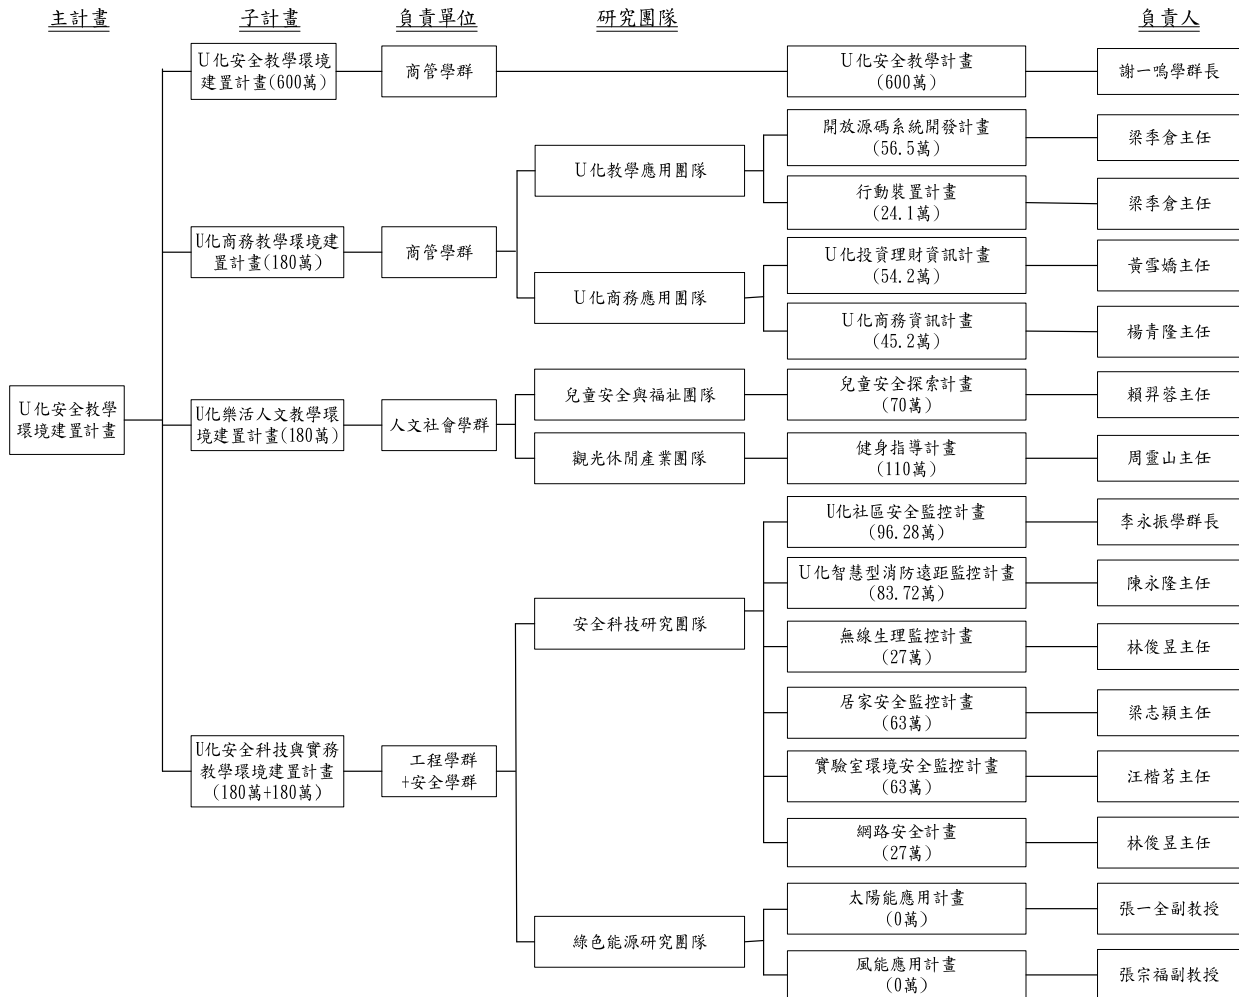 主計畫
子計畫
負責單位
研究團隊
負責人
U化安全教學環境建置計畫
U化安全教學環境
建置計畫(600萬)
商管學群
U化安全教學計畫
(600萬)
謝一鳴學群長
U化商務教學環境建
置計畫(180萬)
商管學群
U化教學應用團隊
開放源碼系統開發計畫
(56.5萬)
梁季倉主任
行動裝置計畫
(24.1萬)
梁季倉主任
U化商務應用團隊
U化投資理財資訊計畫
(54.2萬)
黃雪嬌主任
U化商務資訊計畫
(45.2萬)
楊青隆主任
U化樂活人文教學環
境建置計畫(180萬)
人文社會學群
兒童安全與福祉團隊
兒童安全探索計畫
(70萬)
賴羿蓉主任
觀光休閒產業團隊
健身指導計畫
(110萬)
周靈山主任
U化安全科技與實務
教學環境建置計畫
(180萬+180萬)
工程學群
+安全學群
安全科技研究團隊
U化社區安全監控計畫
(96.28萬)
李永振學群長
U化智慧型消防遠距監控計畫
(83.72萬)
陳永隆主任
無線生理監控計畫
(27萬)
林俊昱主任
居家安全監控計畫
(63萬)
梁志穎主任
實驗室環境安全監控計畫
(63萬)
汪楷茗主任
網路安全計畫
(27萬)
林俊昱主任
綠色能源研究團隊
太陽能應用計畫
(0萬)
張一全副教授
風能應用計畫
(0萬)
張宗福副教授